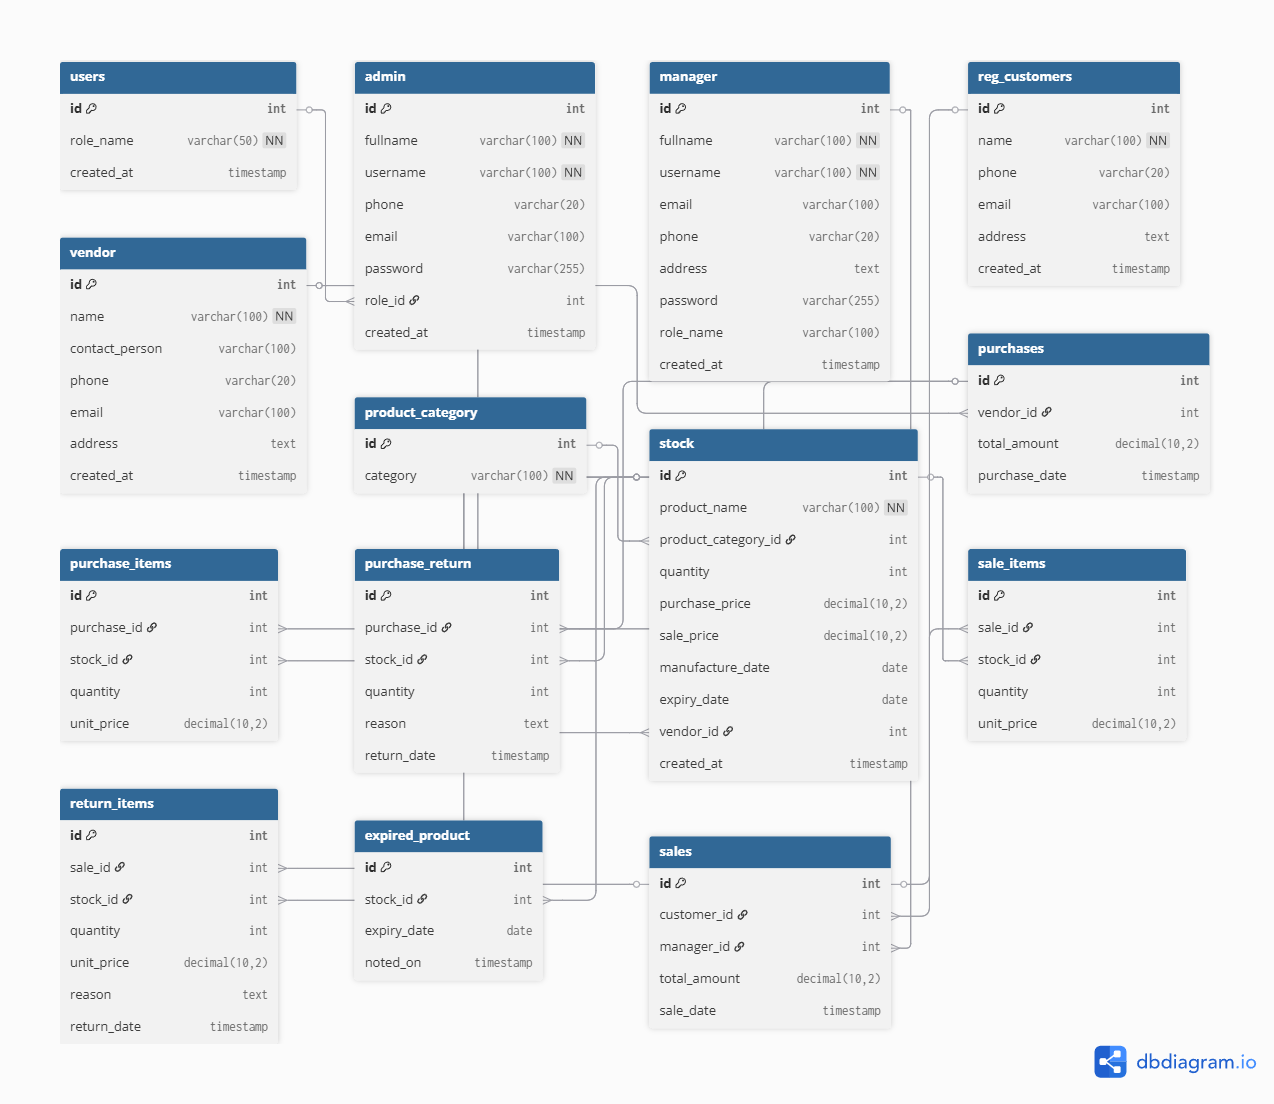 users
id int
role_name varchar(50) NN
created_at timestamp
admin
id int
fullname varchar(100) NN
username varchar(100) NN
phone varchar(20)
email varchar(100)
password varchar(255)
role_id int
created_at timestamp
manager
id int
fullname varchar(100) NN
username varchar(100) NN
email varchar(100)
phone varchar(20)
address text
password varchar(255)
role_name varchar(100)
created_at timestamp
reg_customers
id int
name varchar(100) NN
phone varchar(20)
email varchar(100)
address text
created_at timestamp
vendor
id int
name varchar(100) NN
contact_person varchar(100)
phone varchar(20)
email varchar(100)
address text
created_at timestamp
product_category
id int
category varchar(100) NN
stock
id int
product_name varchar(100) NN
product_category_id int
quantity int
purchase_price decimal(10,2)
sale_price decimal(10,2)
manufacture_date date
expiry_date date
vendor_id int
created_at timestamp
purchases
id int
vendor_id int
total_amount decimal(10,2)
purchase_date timestamp
purchase_items
id int
purchase_id int
stock_id int
quantity int
unit_price decimal(10,2)
purchase_return
id int
purchase_id int
stock_id int
quantity int
reason text
return_date timestamp
sale_items
id int
sale_id int
stock_id int
quantity int
unit_price decimal(10,2)
return_items
id int
sale_id int
stock_id int
quantity int
unit_price decimal(10,2)
reason text
return_date timestamp
expired_product
id int
stock_id int
expiry_date date
noted_on timestamp
sales
id int
customer_id int
manager_id int
total_amount decimal(10,2)
sale_date timestamp
dbdiagram.io